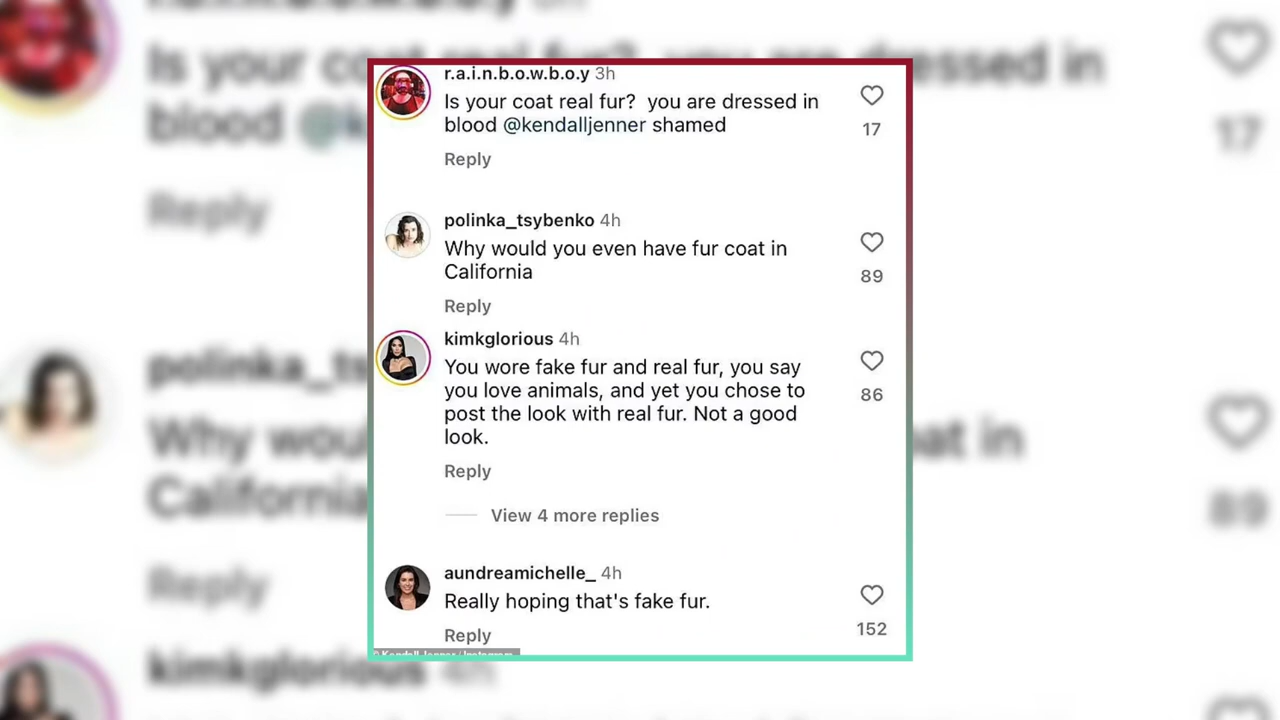 r.a.i.n.b.o.w.b.o.y 3h
Is your coat real fur?  you are dressed in
blood @kendalljenner shamed
17
Reply
polinka_tsybenko 4h
Why would you even have fur coat in
California
89
Reply
kimkglorious 4h
You wore fake fur and real fur, you say
you love animals, and yet you chose to
post the look with real fur. Not a good
look.
86
Reply
View 4 more replies
aundreamichelle_ 4h
Really hoping that's fake fur.
152
Reply
© Kendall Jenner / Instagram